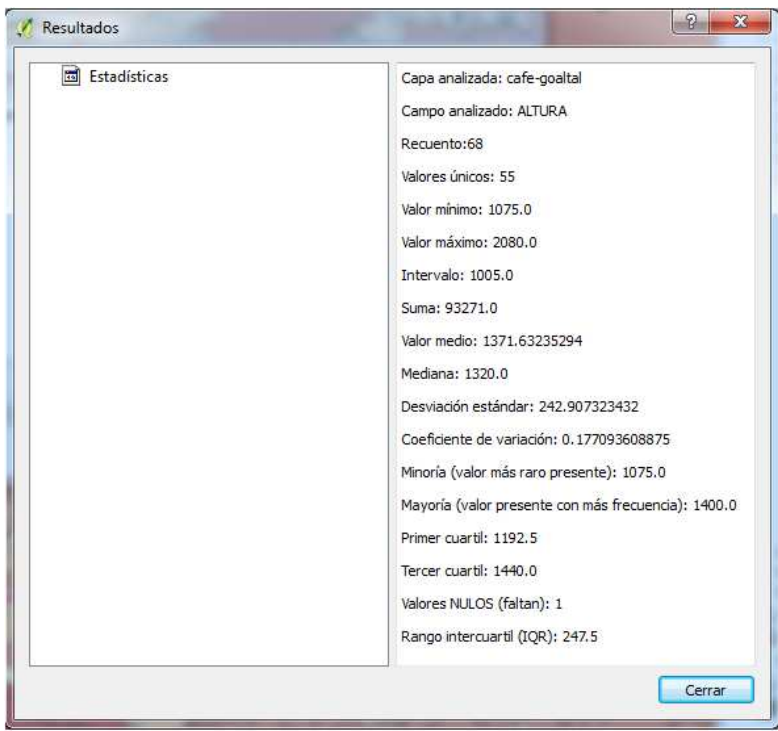 Resultados
?
X
Estadísticas
Capa analizada: cafe-goaltal
Campo analizado: ALTURA
Recuento:68
Valores únicos: 55
Valor mínimo: 1075.0
Valor máximo: 2080.0
Intervalo: 1005.0
Suma: 93271.0
Valor medio: 1371.63235294
Mediana: 1320.0
Desviación estándar: 242.907323432
Coeficiente de variación: 0.177093608875
Minoría (valor más raro presente): 1075.0
Mayoría (valor presente con más frecuencia): 1400.0
Primer cuartil: 1192.5
Tercer cuartil: 1440.0
Valores NULOS (faltan): 1
Rango intercuartil (IQR): 247.5
Cerrar